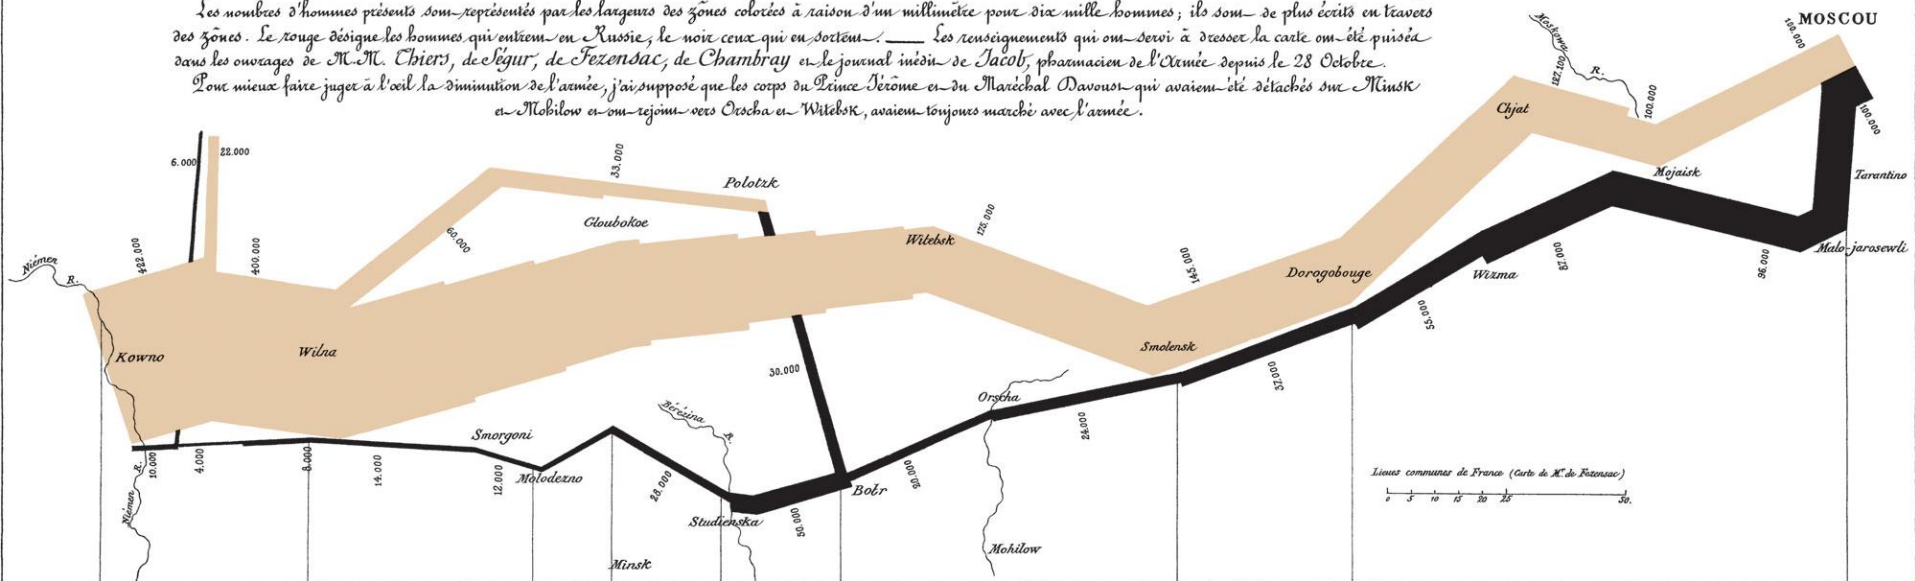 Les nombres d'hommes présents sont représentés par les largeurs des zônes colorées à raison d'un millimètre pour dix mille hommes; ils sont de plus écrits en travers
des zônes. Le rouge désigne les hommes qui entrent en Russie, le noir ceux qui en sortent. ___ Les renseignements qui ont servi à dresser la carte ont été puisés
dans les ouvrages de M.M. Thiers, de Ségur, de Fezensac, de Chambray et le journal inédit de Jacob, pharmacien de l'Armée depuis le 28 Octobre.
Pour mieux faire juger à l'œil la diminution de l'armée, j'ai supposé que les corps du Prince Jérôme et du Maréchal Davoust qui avaient été détachés sur Minsk
et Mohilow et ont rejoint vers Orscha et Witebsk, avaient toujours marché avec l'armée.
MOSCOU
100.000
Moskowa
R.
127.100
100.000
100.000
Chjat
Mojaisk
Tarantino
Malo-jarosewli
6.000
22.000
33.000
Polotzk
Gloubokoe
60.000
Witebsk
175.000
422.000
400.000
Niémen
R.
145.000
Dorogobouge
Wizma
87.000
96.000
55.000
Kowno
Wilna
Smolensk
37.000
30.000
Orscha
24.000
Bérézina
R.
Smorgoni
Molodezno
10.000
4.000
8.000
14.000
12.000
28.000
Studienska
50.000
Bobr
20.000
R.
Niémen
Minsk
Mohilow
Lieues communes de France (Carte de M. de Fezensac)
0 5 10 15 20 25 50.